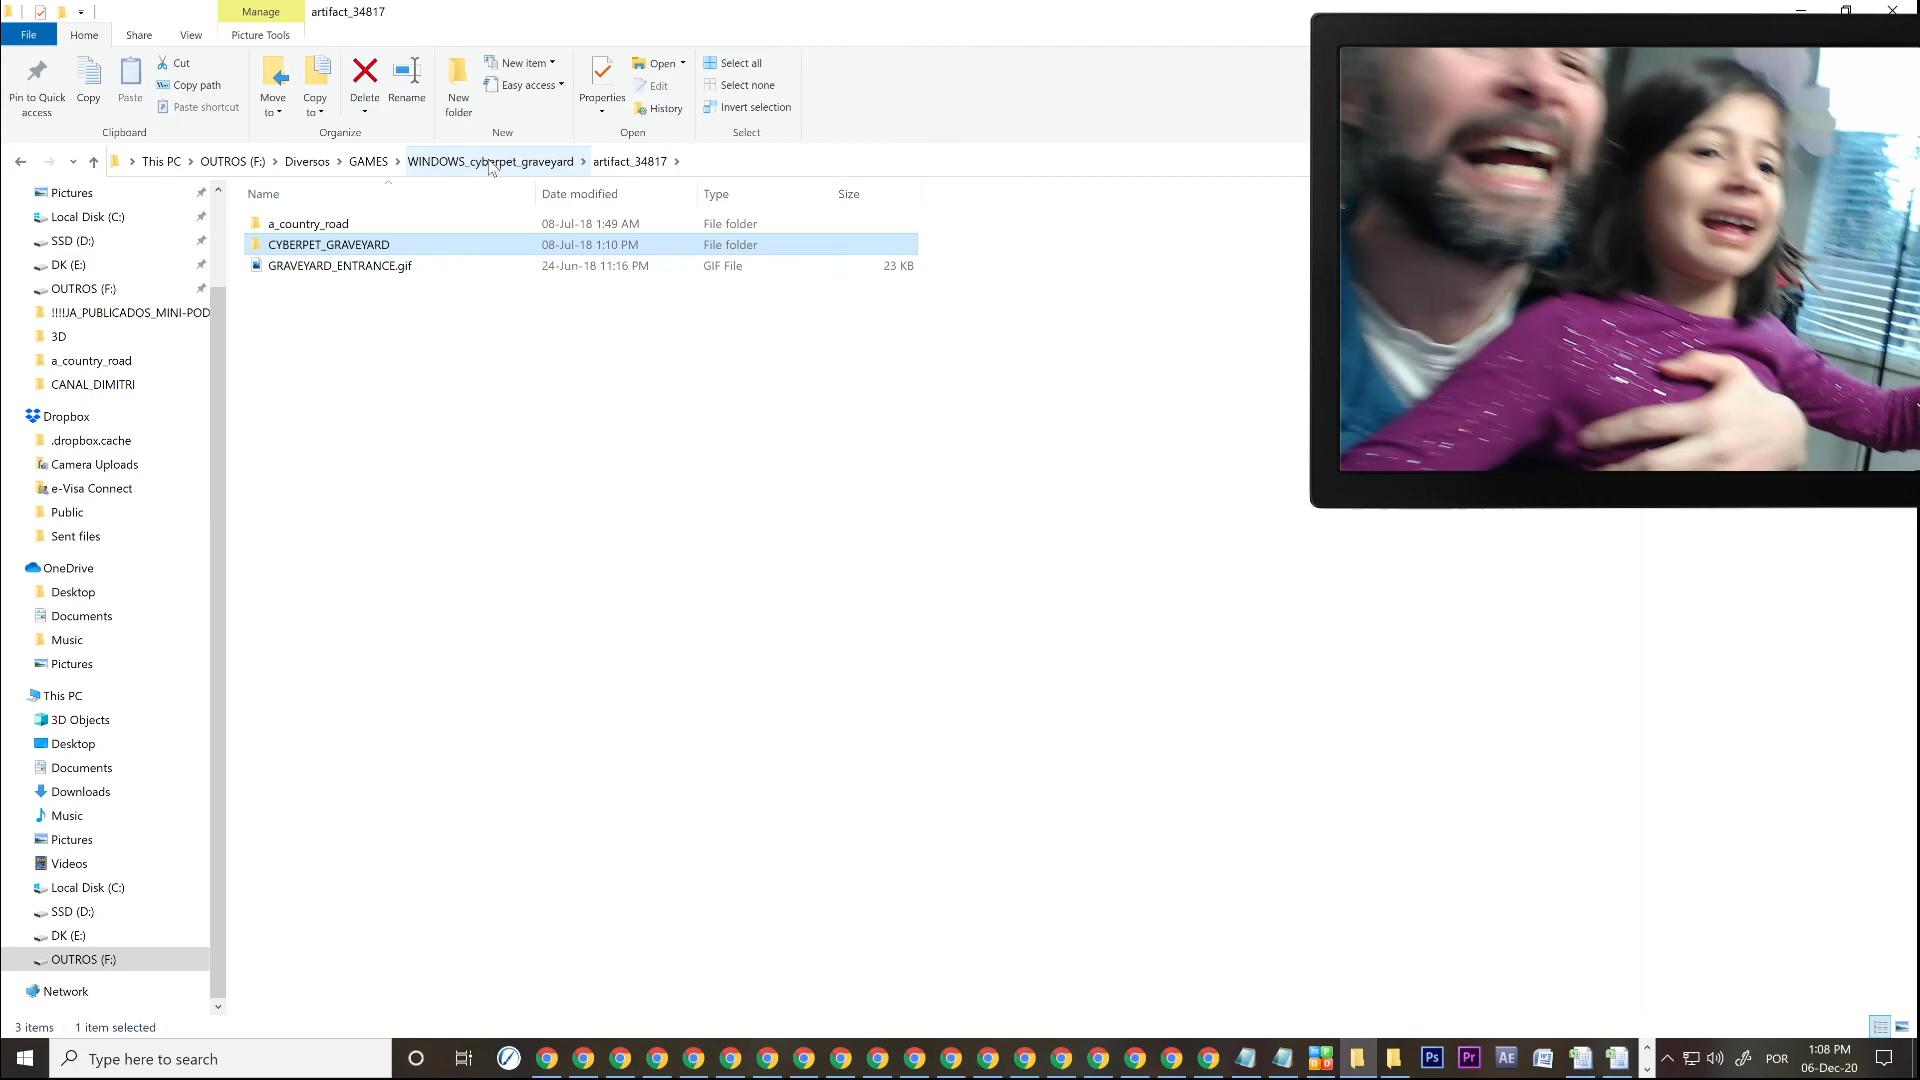 Manage artifact_34817
File Home Share View Picture Tools
Pin to Quick access
Copy
Paste
Cut
Copy path
Paste shortcut
Clipboard
Move to
Copy to
Delete
Rename
Organize
New folder
New item
Easy access
New
Properties
Open
Edit
History
Open
Select all
Select none
Invert selection
Select
This PC OUTROS (F:) Diversos GAMES WINDOWS_cyberpet_graveyard artifact_34817
Name Date modified Type Size
a_country_road 08-Jul-18 1:49 AM File folder
CYBERPET_GRAVEYARD 08-Jul-18 1:10 PM File folder
GRAVEYARD_ENTRANCE.gif 24-Jun-18 11:16 PM GIF File 23 KB
Pictures
Local Disk (C:)
SSD (D:)
DK (E:)
OUTROS (F:)
!!!!JA_PUBLICADOS_MINI-POD
3D
a_country_road
CANAL_DIMITRI
Dropbox
.dropbox.cache
Camera Uploads
e-Visa Connect
Public
Sent files
OneDrive
Desktop
Documents
Music
Pictures
This PC
3D Objects
Desktop
Documents
Downloads
Music
Pictures
Videos
Local Disk (C:)
SSD (D:)
DK (E:)
OUTROS (F:)
Network
3 items 1 item selected
Type here to search
Ps Pr AE
POR
1:08 PM
06-Dec-20